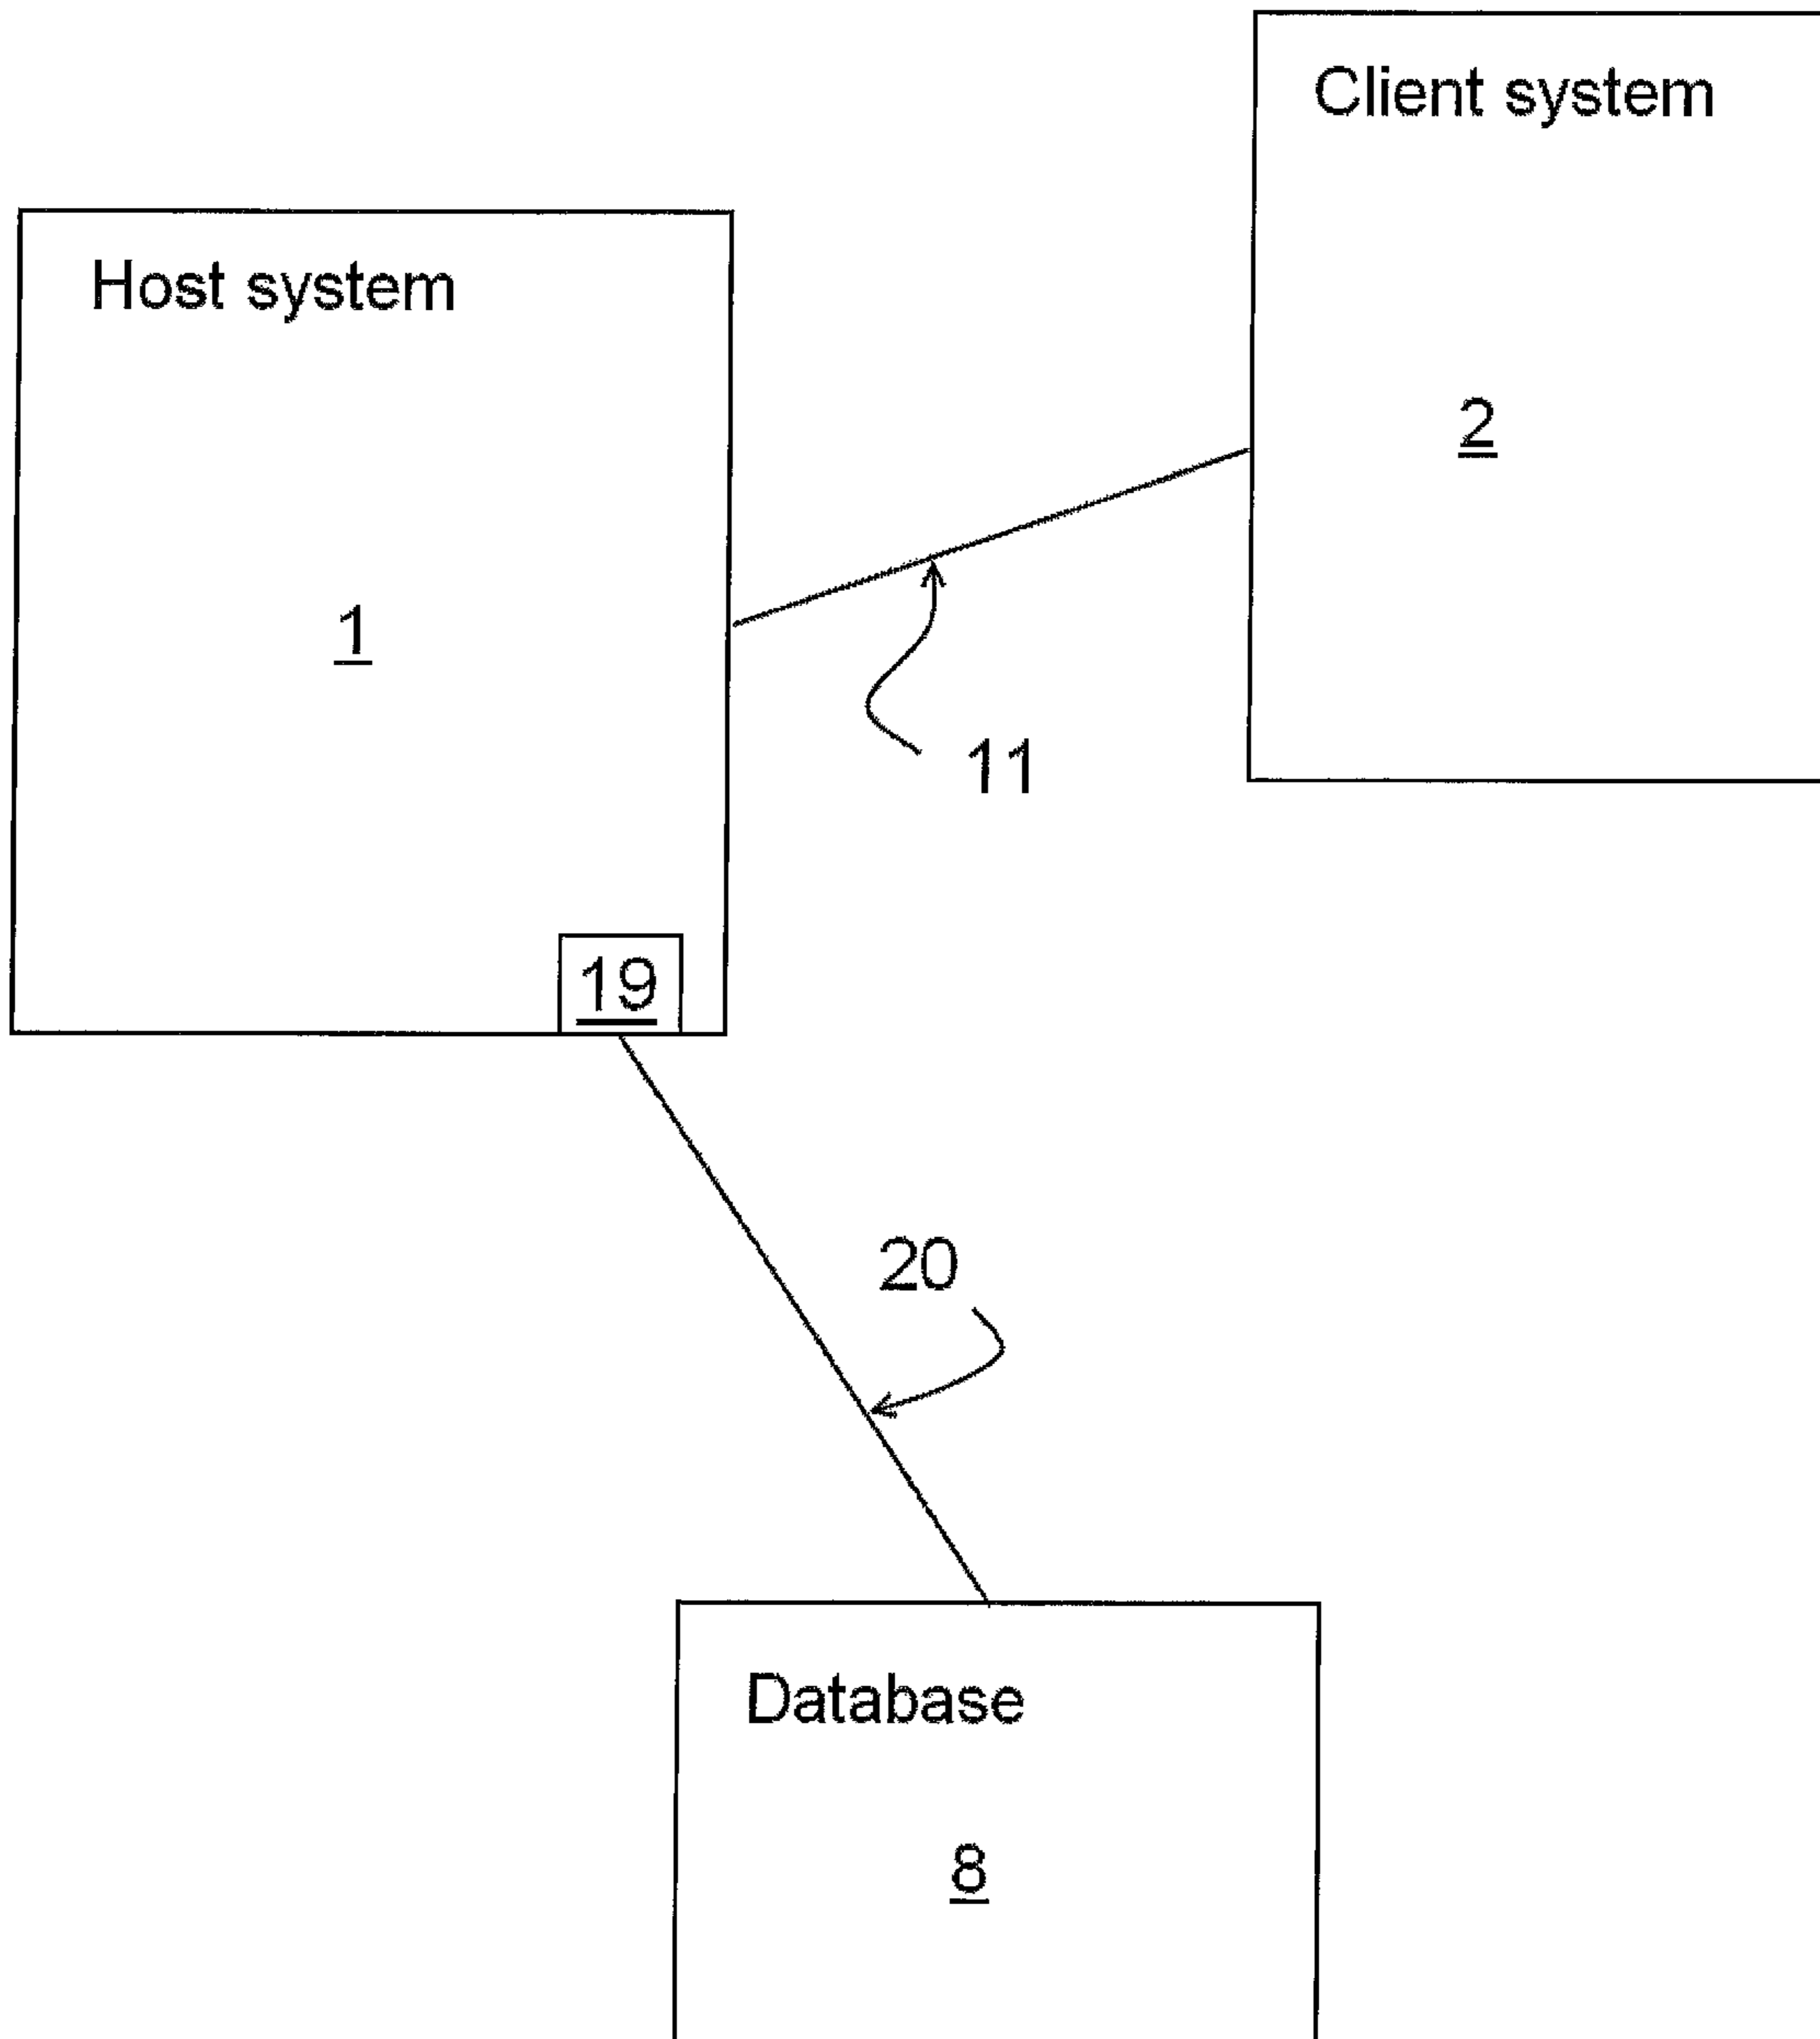 Client system
2
Host system
1
11
19
20
Database
8